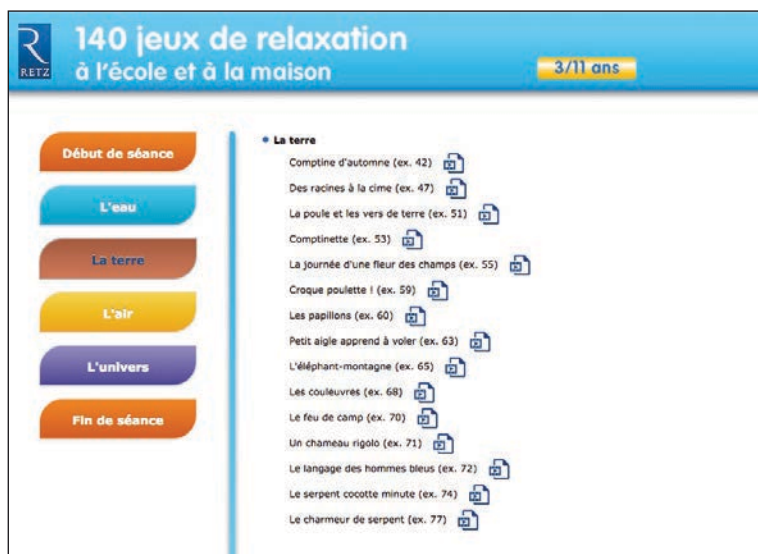 R
RETZ
140 jeux de relaxation
à l'école et à la maison
3/11 ans
Début de séance
L'eau
La terre
L'air
L'univers
Fin de séance
La terre
Comptine d'automne (ex. 42)
Des racines à la cime (ex. 47)
La poule et les vers de terre (ex. 51)
Comptinette (ex. 53)
La journée d'une fleur des champs (ex. 55)
Croque poulette ! (ex. 59)
Les papillons (ex. 60)
Petit aigle apprend à voler (ex. 63)
L'éléphant-montagne (ex. 65)
Les couleuvres (ex. 68)
Le feu de camp (ex. 70)
Un chameau rigolo (ex. 71)
Le langage des hommes bleus (ex. 72)
Le serpent cocotte minute (ex. 74)
Le charmeur de serpent (ex. 77)